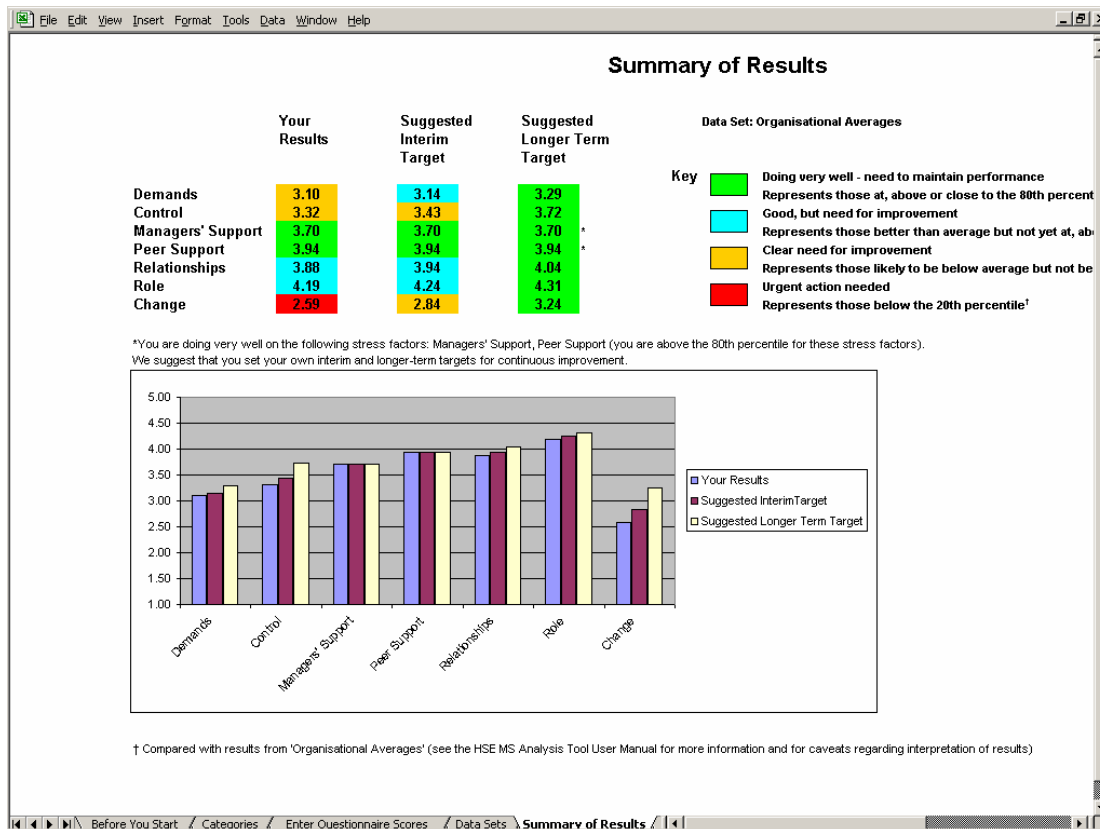 File Edit View Insert Format Tools Data Window Help
Summary of Results
Your Results
Suggested Interim Target
Suggested Longer Term Target
Data Set: Organisational Averages
Demands 3.10 3.14 3.29
Control 3.32 3.43 3.72
Managers' Support 3.70 3.70 3.70 *
Peer Support 3.94 3.94 3.94 *
Relationships 3.88 3.94 4.04
Role 4.19 4.24 4.31
Change 2.59 2.84 3.24
Key
Doing very well - need to maintain performance
Represents those at, above or close to the 80th percent
Good, but need for improvement
Represents those better than average but not yet at, abo
Clear need for improvement
Represents those likely to be below average but not be
Urgent action needed
Represents those below the 20th percentile†
*You are doing very well on the following stress factors: Managers' Support, Peer Support (you are above the 80th percentile for these stress factors).
We suggest that you set your own interim and longer-term targets for continuous improvement.
5.00
4.50
4.00
3.50
3.00
2.50
2.00
1.50
1.00
Demands
Control
Managers' Support
Peer Support
Relationships
Role
Change
Your Results
Suggested InterimTarget
Suggested Longer Term Target
† Compared with results from 'Organisational Averages' (see the HSE MS Analysis Tool User Manual for more information and for caveats regarding interpretation of results)
Before You Start / Categories / Enter Questionnaire Scores / Data Sets \ Summary of Results /